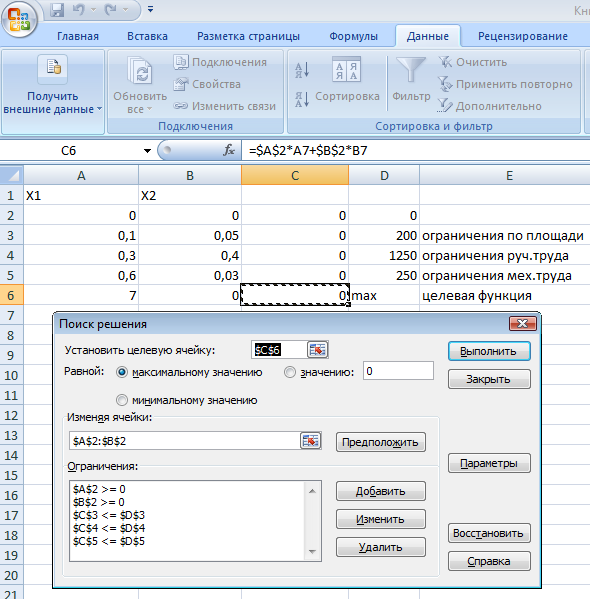 Кни
Главная Вставка Разметка страницы Формулы Данные Рецензирование
Получить внешние данные
Обновить все
Подключения
Свойства
Изменить связи
Подключения
А Я
Я А
Сортировка
Фильтр
Очистить
Применить повторно
Дополнительно
Сортировка и фильтр
C6 fx =$A$2*A7+$B$2*B7
A B C D E
1 X1 X2
2 0 0 0 0
3 0,1 0,05 0 200 ограничения по площади
4 0,3 0,4 0 1250 ограничения руч.труда
5 0,6 0,03 0 250 ограничения мех.труда
6 7 0 0 max целевая функция
7
8
9
10
11
12
13
14
15
16
17
18
19
20
21
Поиск решения
Установить целевую ячейку: $C$6
Равной: максимальному значению значению: 0
минимальному значению
Изменяя ячейки:
$A$2:$B$2
Предположить
Ограничения:
$A$2 >= 0
$B$2 >= 0
$C$3 <= $D$3
$C$4 <= $D$4
$C$5 <= $D$5
Добавить
Изменить
Удалить
Выполнить
Закрыть
Параметры
Восстановить
Справка